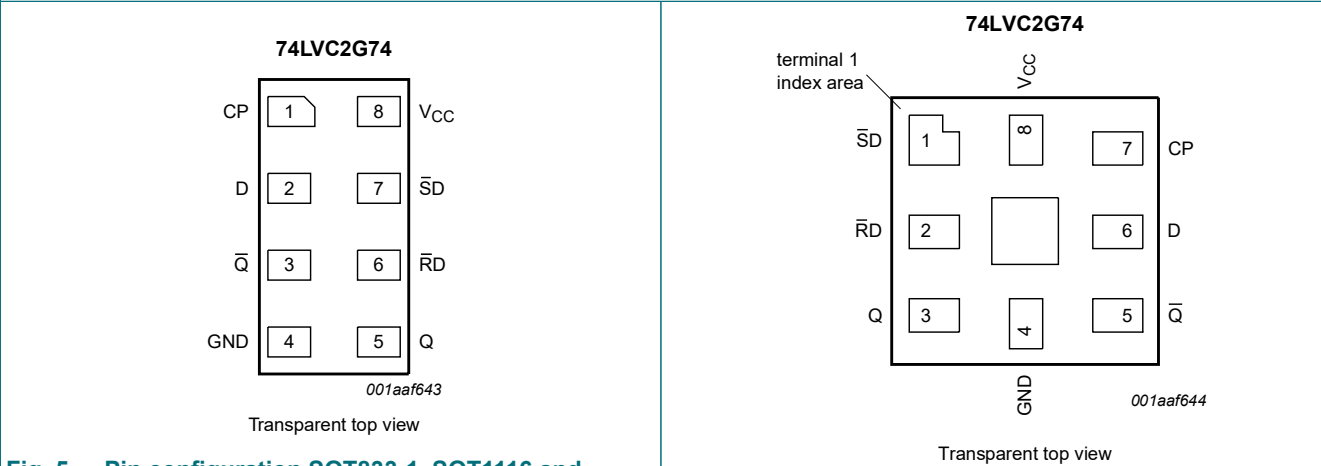 74LVC2G74
CP 1 8 VCC
D 2 7 S̅D
Q̅ 3 6 R̅D
GND 4 5 Q
001aaf643
Transparent top view
74LVC2G74
terminal 1
index area
VCC
S̅D 1 8 7 CP
R̅D 2 6 D
Q 3 4 5 Q̅
GND
001aaf644
Transparent top view
Fig. 5. Pin configuration SOT833-1, SOT1116 and